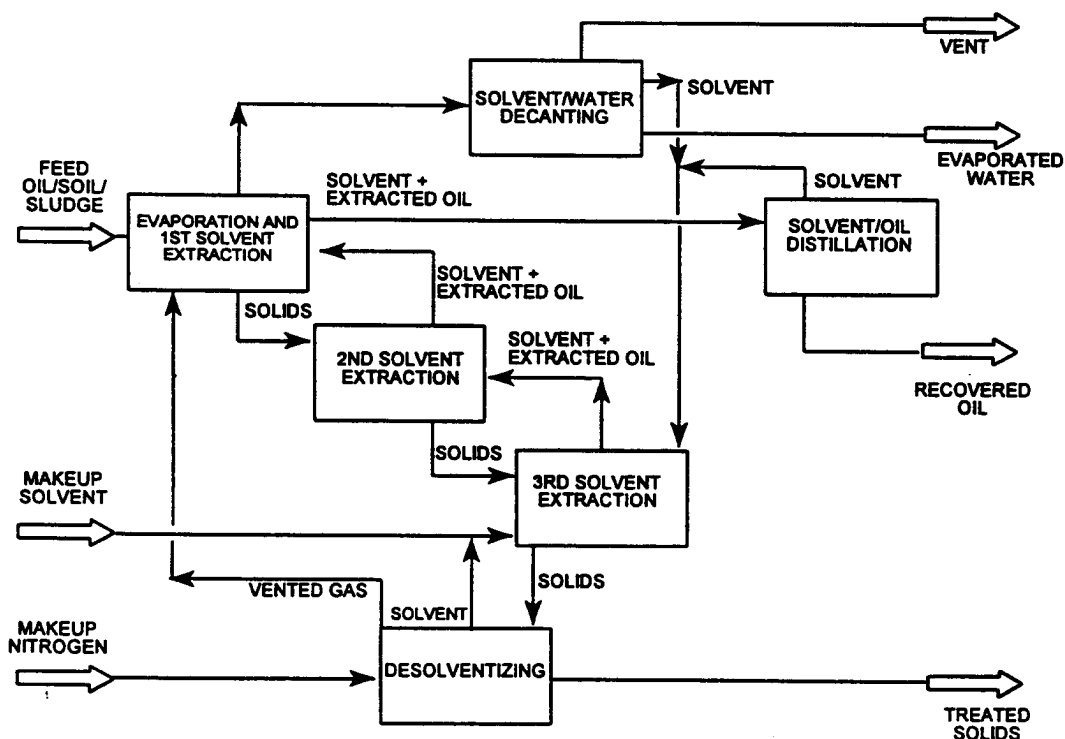 VENT
SOLVENT/WATER
DECANTING
SOLVENT
EVAPORATED
WATER
FEED
OIL/SOIL/
SLUDGE
SOLVENT +
EXTRACTED OIL
SOLVENT
EVAPORATION AND
1ST SOLVENT
EXTRACTION
SOLVENT/OIL
DISTILLATION
SOLVENT +
EXTRACTED OIL
SOLIDS
SOLVENT +
EXTRACTED OIL
2ND SOLVENT
EXTRACTION
RECOVERED
OIL
SOLIDS
MAKEUP
SOLVENT
3RD SOLVENT
EXTRACTION
SOLIDS
VENTED GAS
SOLVENT
MAKEUP
NITROGEN
DESOLVENTIZING
TREATED
SOLIDS